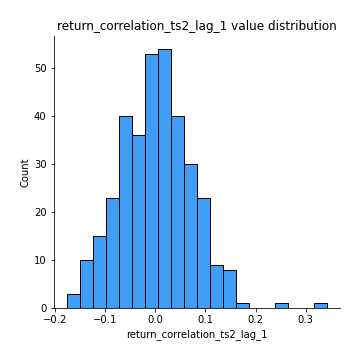 return_correlation_ts2_lag_1 value distribution
50
40
30
20
10
0
Count
−0.2 −0.1 0.0 0.1 0.2 0.3
return_correlation_ts2_lag_1